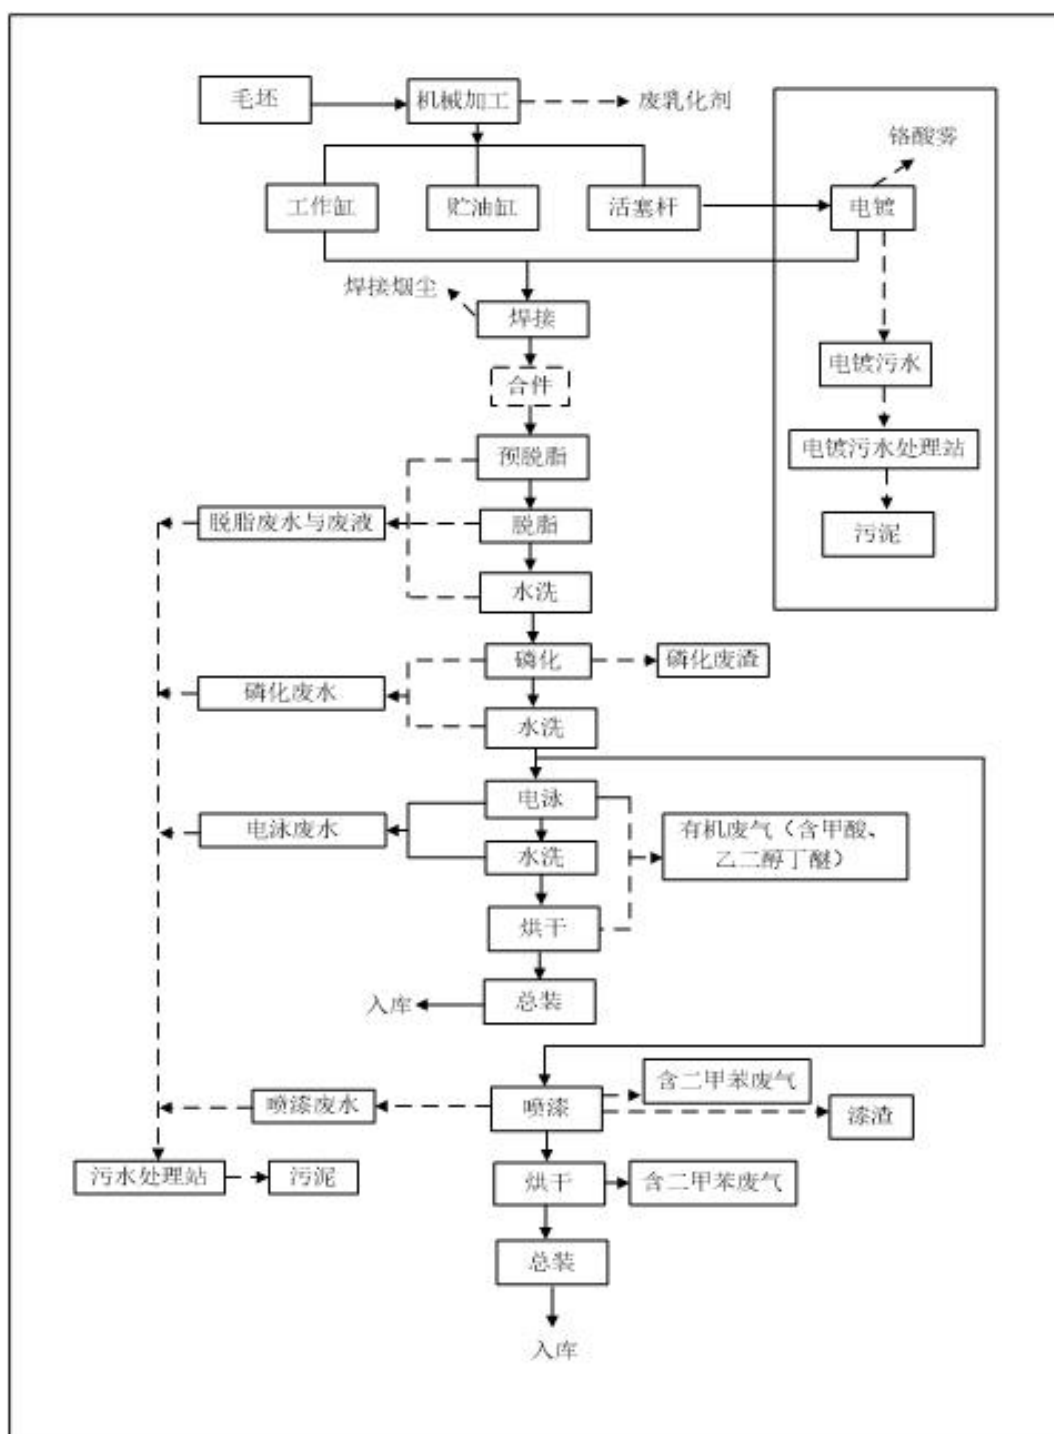 毛坯
机械加工
废乳化剂
铬酸雾
工作缸
贮油缸
活塞杆
电镀
焊接烟尘
焊接
电镀污水
合件
预脱脂
电镀污水处理站
脱脂废水与废液
脱脂
污泥
水洗
磷化
磷化废渣
磷化废水
水洗
电泳
电泳废水
有机废气（含甲酸、
乙二醇丁醚）
水洗
烘干
入库
总装
含二甲苯废气
喷漆废水
喷漆
漆渣
污水处理站
污泥
烘干
含二甲苯废气
总装
入库